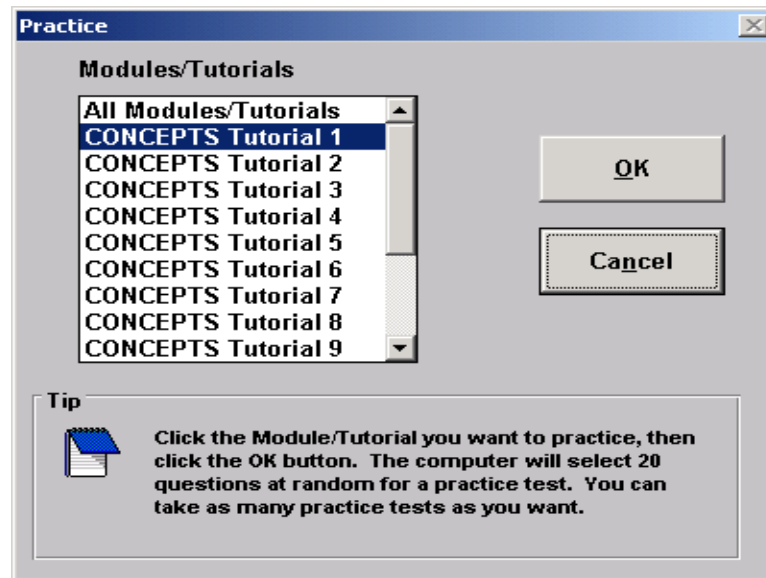 Practice
Modules/Tutorials
All Modules/Tutorials
CONCEPTS Tutorial 1
CONCEPTS Tutorial 2
CONCEPTS Tutorial 3
CONCEPTS Tutorial 4
CONCEPTS Tutorial 5
CONCEPTS Tutorial 6
CONCEPTS Tutorial 7
CONCEPTS Tutorial 8
CONCEPTS Tutorial 9
OK
Cancel
Tip
Click the Module/Tutorial you want to practice, then
click the OK button. The computer will select 20
questions at random for a practice test. You can
take as many practice tests as you want.